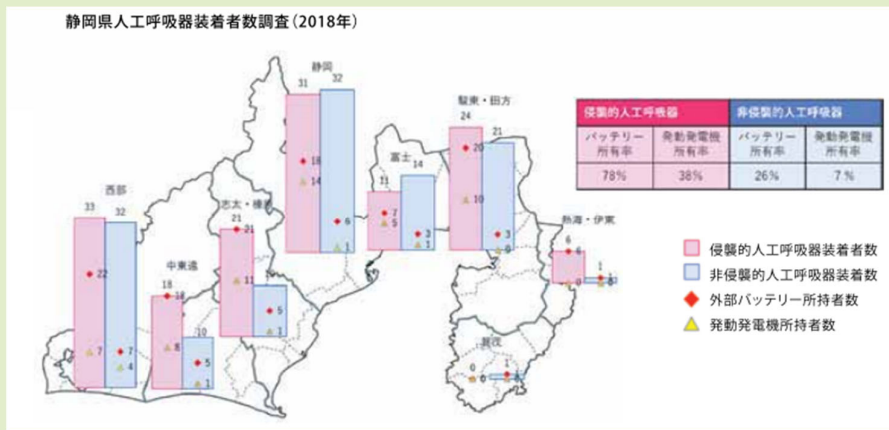 静岡県人工呼吸器装着者数調査（2018年）
静岡
31
32
18
14
6
1
駿東・田方
24
21
20
10
3
0
富士
11
14
7
5
3
1
侵襲的人工呼吸器 非侵襲的人工呼吸器
バッテリー所有率 発動発電機所有率 バッテリー所有率 発動発電機所有率
78% 38% 26% 7%
西部
33
32
22
7
7
4
志太・榛原
21
21
11
5
1
中東遠
18
18
10
8
5
1
熱海・伊東
6
6
0
1
1
0
賀茂
0
0
1
侵襲的人工呼吸器装着者数
非侵襲的人工呼吸器装着数
外部バッテリー所持者数
発動発電機所持者数